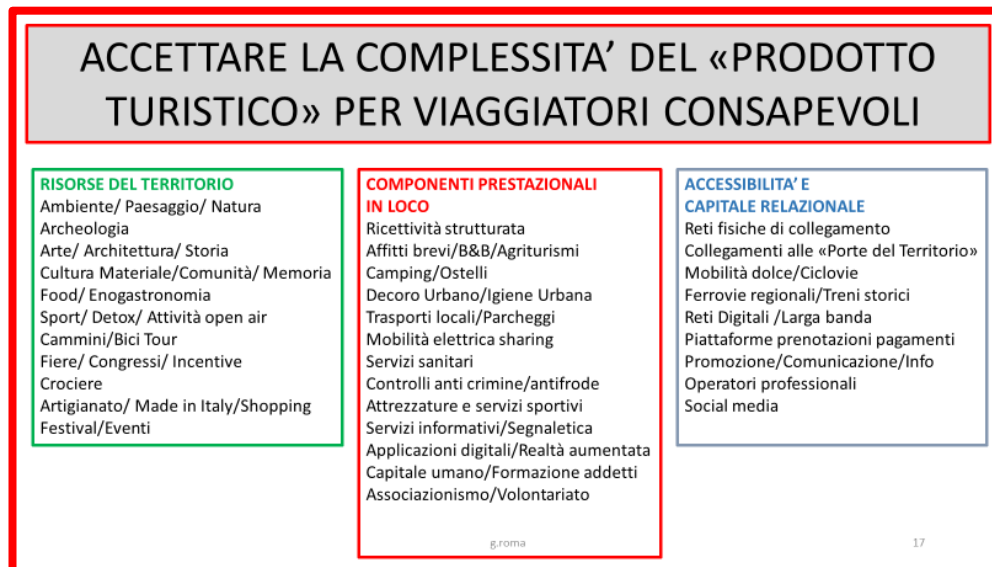 ACCETTARE LA COMPLESSITA’ DEL «PRODOTTO
TURISTICO» PER VIAGGIATORI CONSAPEVOLI
RISORSE DEL TERRITORIO
Ambiente/ Paesaggio/ Natura
Archeologia
Arte/ Architettura/ Storia
Cultura Materiale/Comunità/ Memoria
Food/ Enogastronomia
Sport/ Detox/ Attività open air
Cammini/Bici Tour
Fiere/ Congressi/ Incentive
Crociere
Artigianato/ Made in Italy/Shopping
Festival/Eventi
COMPONENTI PRESTAZIONALI
IN LOCO
Ricettività strutturata
Affitti brevi/B&B/Agriturismi
Camping/Ostelli
Decoro Urbano/Igiene Urbana
Trasporti locali/Parcheggi
Mobilità elettrica sharing
Servizi sanitari
Controlli anti crimine/antifrode
Attrezzature e servizi sportivi
Servizi informativi/Segnaletica
Applicazioni digitali/Realtà aumentata
Capitale umano/Formazione addetti
Associazionismo/Volontariato
ACCESSIBILITA’ E
CAPITALE RELAZIONALE
Reti fisiche di collegamento
Collegamenti alle «Porte del Territorio»
Mobilità dolce/Ciclovie
Ferrovie regionali/Treni storici
Reti Digitali /Larga banda
Piattaforme prenotazioni pagamenti
Promozione/Comunicazione/Info
Operatori professionali
Social media
g.roma
17